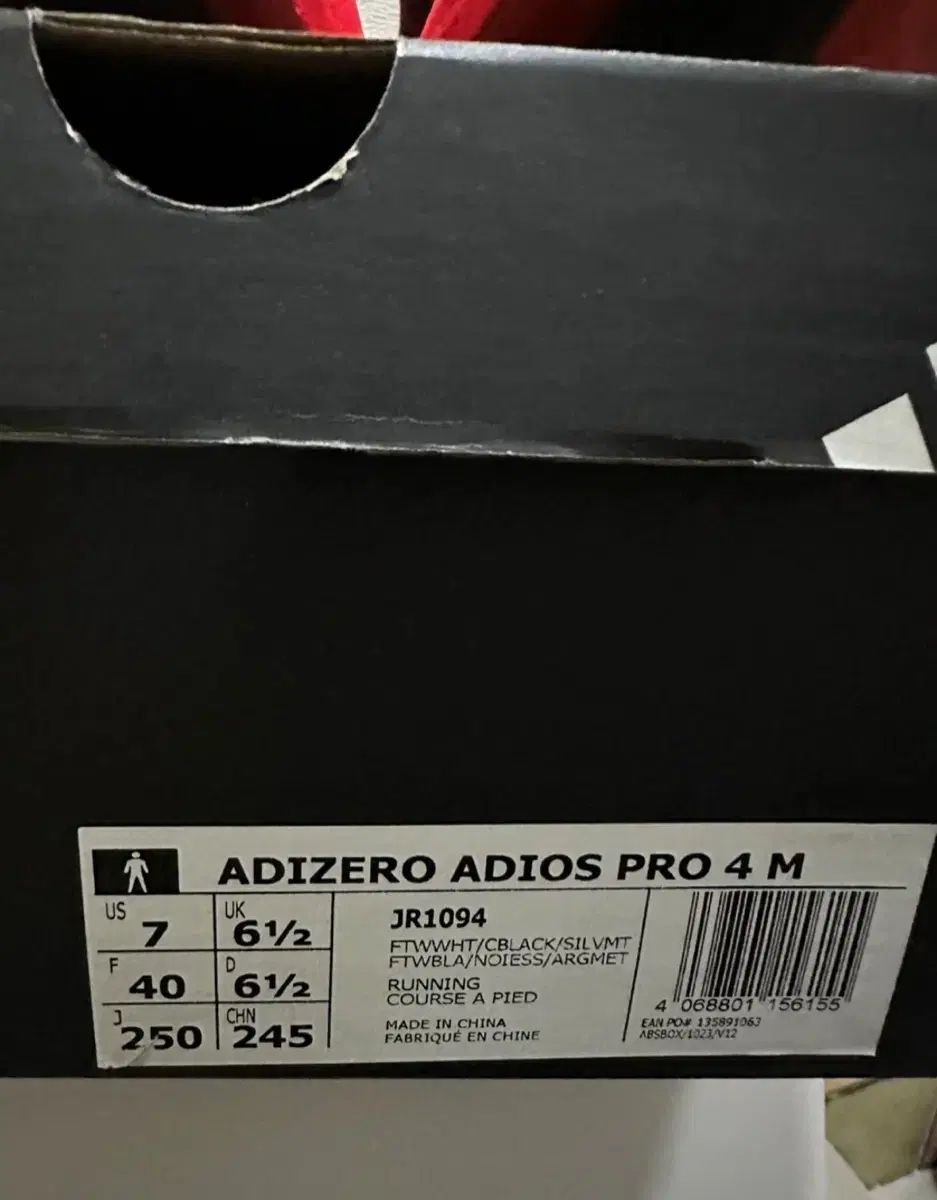 ADIZERO ADIOS PRO 4 M
US 7
UK 6½
F 40
D 6½
J 250
CHN 245
JR1094
FTWWHT/CBLACK/SILVMT
FTWBLA/NOIESS/ARGMET
RUNNING
COURSE A PIED
MADE IN CHINA
FABRIQUÉ EN CHINE
4 068801 156155
EAN PO# 135891063
ABSBOX/1023/V12